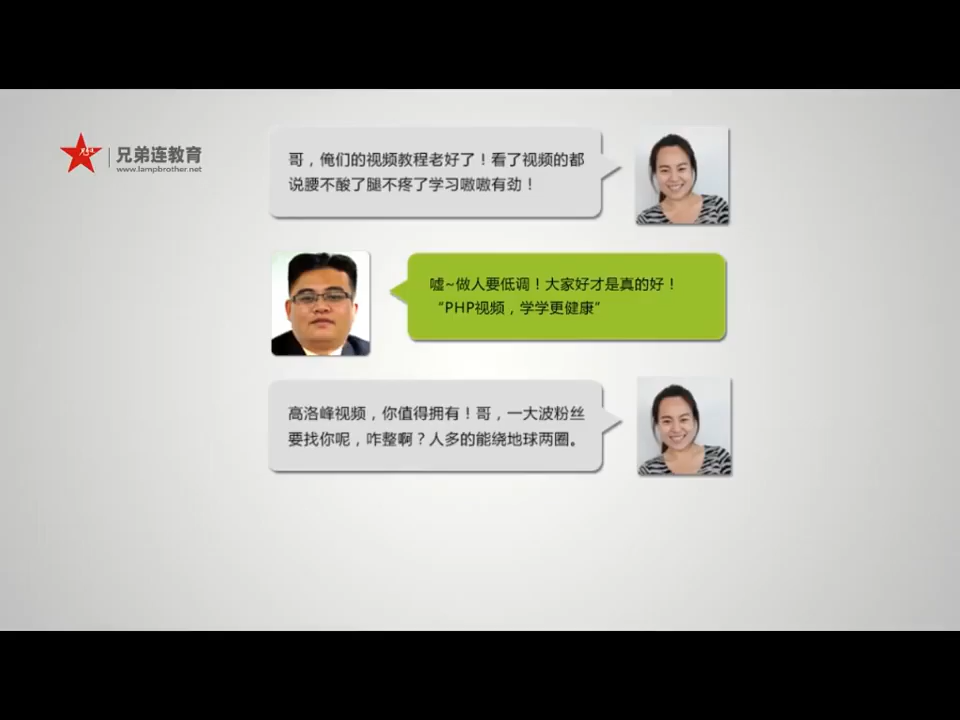 兄弟连教育
www.lampbrother.net
哥，俺们的视频教程老好了！看了视频的都
说腰不酸了腿不疼了学习嗷嗷有劲！
嘘~做人要低调！大家好才是真的好！
“PHP视频，学学更健康”
高洛峰视频，你值得拥有！哥，一大波粉丝
要找你呢，咋整啊？人多的能绕地球两圈。